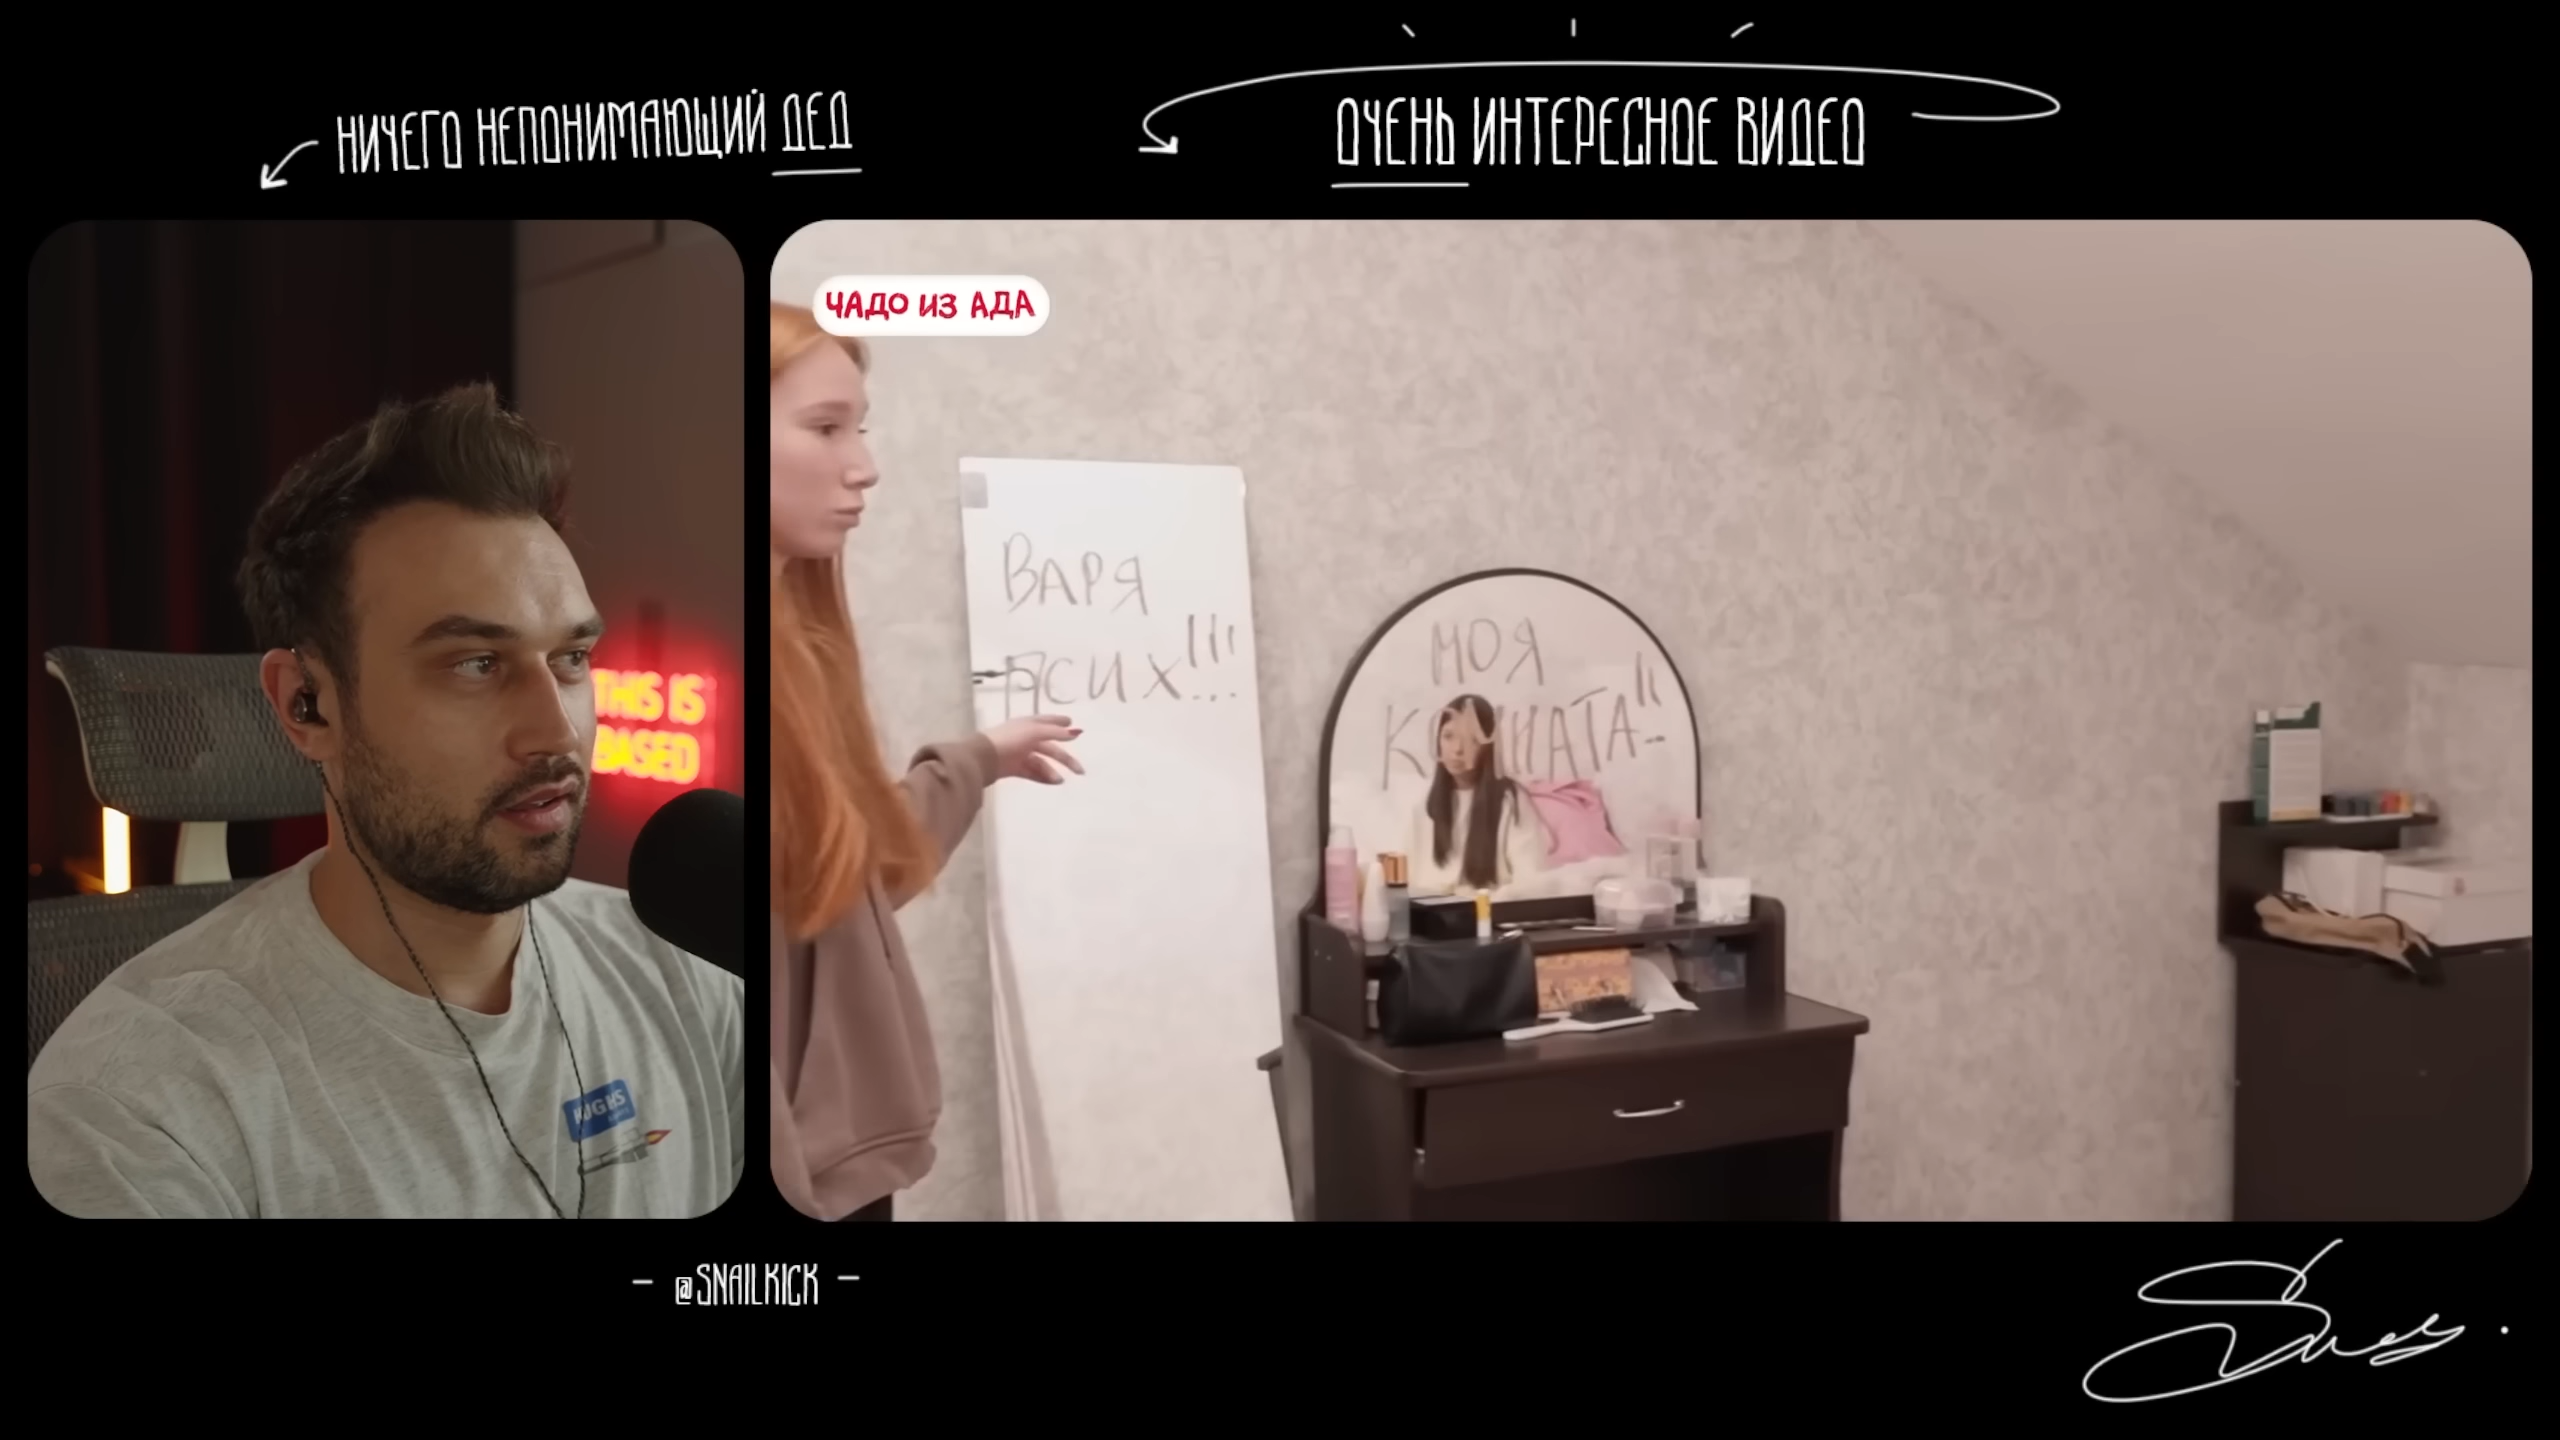 НИЧЕГО НЕПОНИМАЮЩИЙ ДЕД
ОЧЕНЬ ИНТЕРЕСНОЕ ВИДЕО
ЧАДО ИЗ АДА
ВАРЯ
ПСИХ!!!
МОЯ
КОМНАТА!!
THIS IS
BASED
- @SNAILKICK -